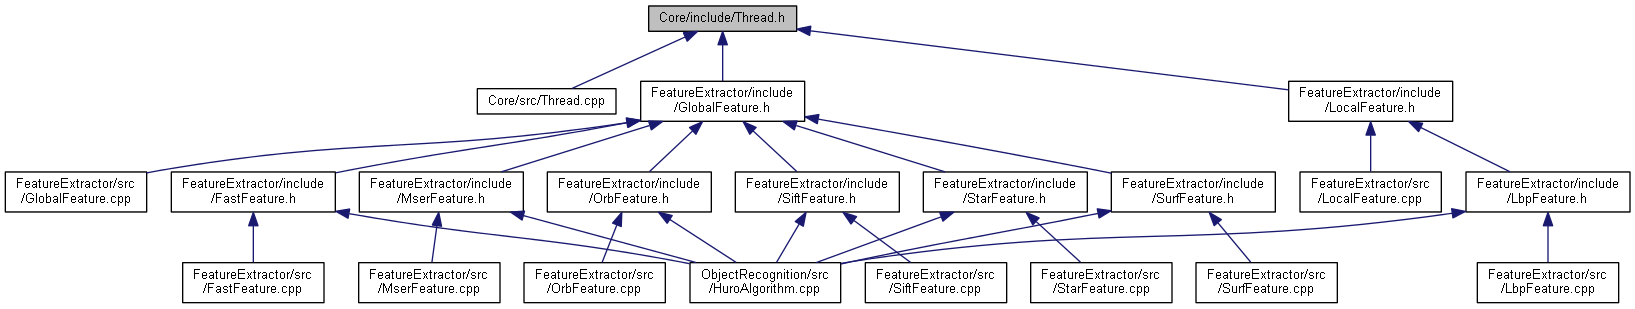 Core/include/Thread.h
Core/src/Thread.cpp
FeatureExtractor/include
/GlobalFeature.h
FeatureExtractor/include
/LocalFeature.h
FeatureExtractor/src
/GlobalFeature.cpp
FeatureExtractor/include
/FastFeature.h
FeatureExtractor/include
/MserFeature.h
FeatureExtractor/include
/OrbFeature.h
FeatureExtractor/include
/SiftFeature.h
FeatureExtractor/include
/StarFeature.h
FeatureExtractor/include
/SurfFeature.h
FeatureExtractor/src
/LocalFeature.cpp
FeatureExtractor/include
/LbpFeature.h
FeatureExtractor/src
/FastFeature.cpp
FeatureExtractor/src
/MserFeature.cpp
FeatureExtractor/src
/OrbFeature.cpp
ObjectRecognition/src
/HuroAlgorithm.cpp
FeatureExtractor/src
/SiftFeature.cpp
FeatureExtractor/src
/StarFeature.cpp
FeatureExtractor/src
/SurfFeature.cpp
FeatureExtractor/src
/LbpFeature.cpp